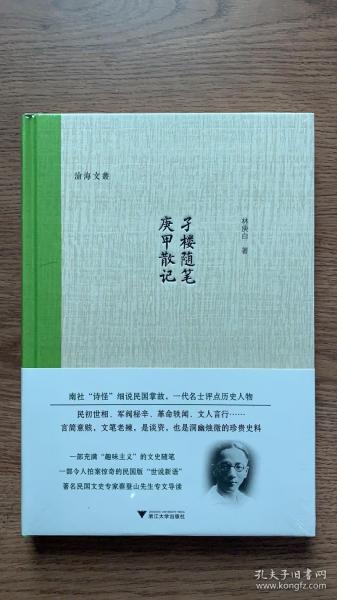 沧海文丛
孑楼随笔
庚甲散记
林庚白 著
南社“诗怪”细说民国掌故，一代名士评点历史人物
民初世相、军阀秘辛、革命轶闻、文人言行……
言简意赅，文笔老辣，是谈资，也是洞幽烛微的珍贵史料
一部充满“趣味主义”的文史随笔
一部令人拍案惊奇的民国版“世说新语”
著名民国文史专家蔡登山先生专文导读
浙江大学出版社
孔夫子旧书网